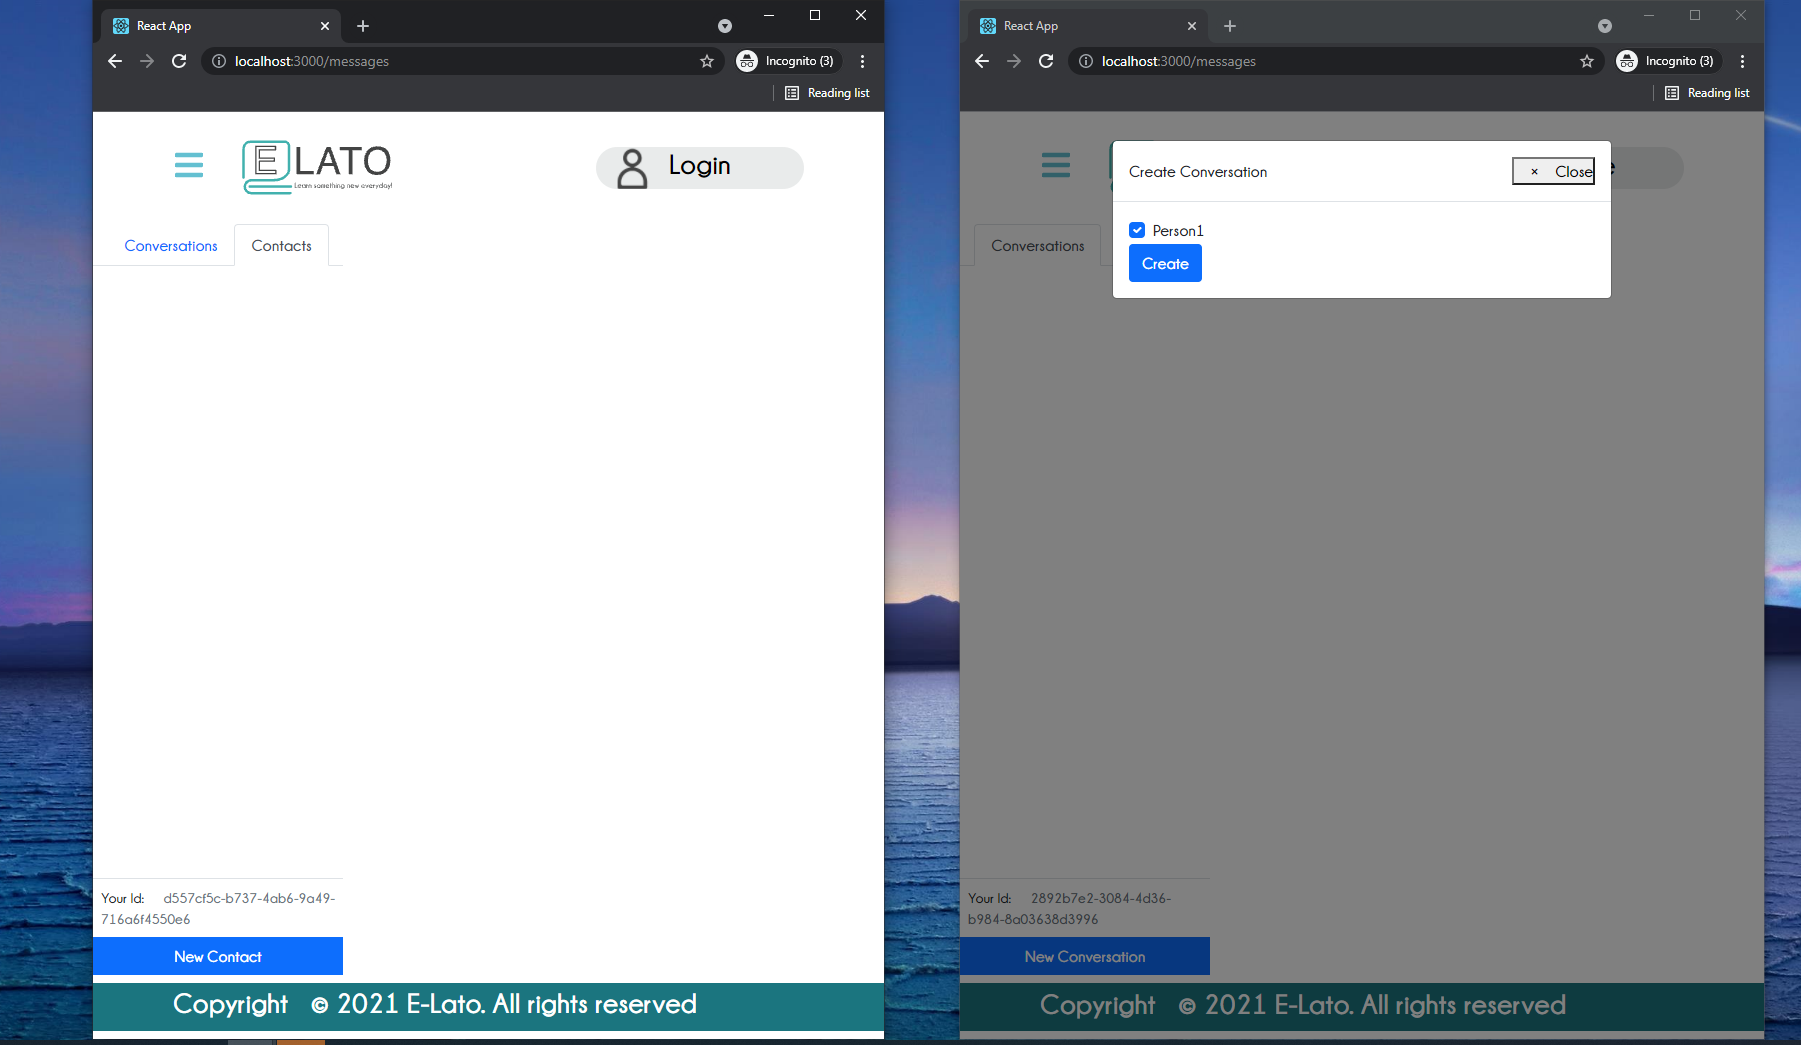 React App
localhost:3000/messages
Incognito (3)
Reading list
E LATO
Learn something new everyday!
Login
Conversations
Contacts
Your Id: d557cf5c-b737-4ab6-9a49-
716a6f4550e6
New Contact
Copyright © 2021 E-Lato. All rights reserved
React App
localhost:3000/messages
Incognito (3)
Reading list
Create Conversation
× Close
Person1
Create
Conversations
Your Id: 2892b7e2-3084-4d36-
b984-8a03638d3996
New Conversation
Copyright © 2021 E-Lato. All rights reserved